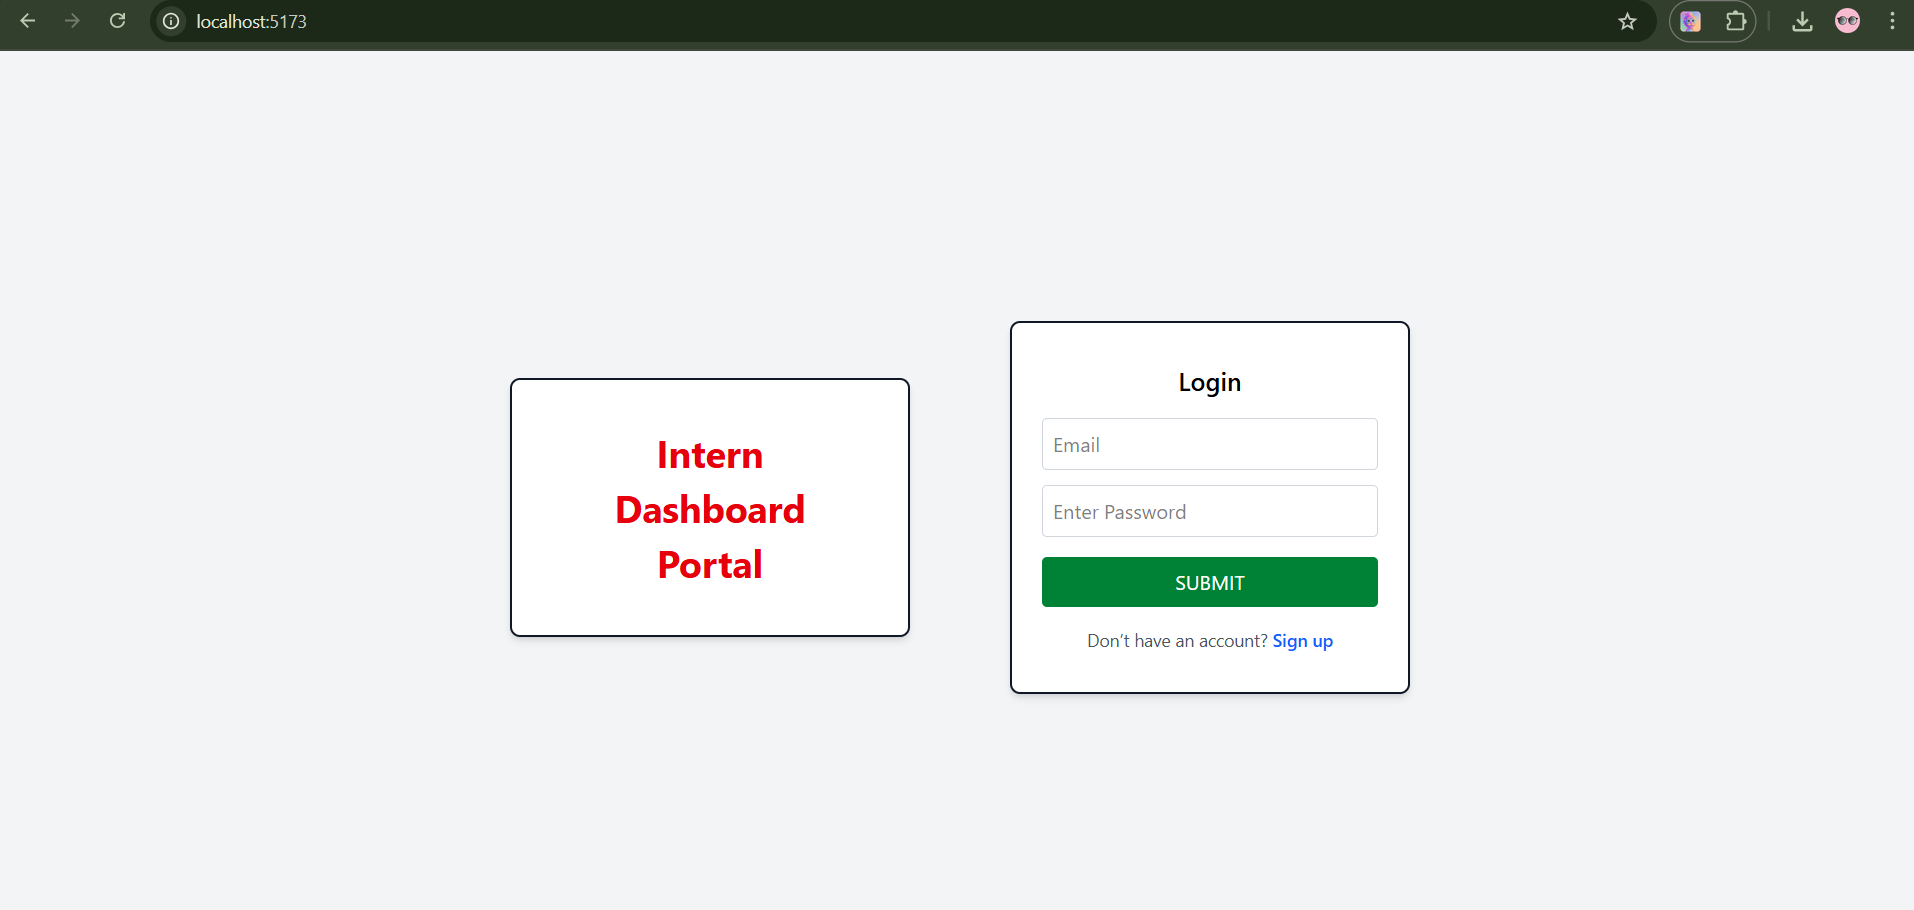 localhost:5173
Intern
Dashboard
Portal
Login
Email
Enter Password
SUBMIT
Don’t have an account? Sign up